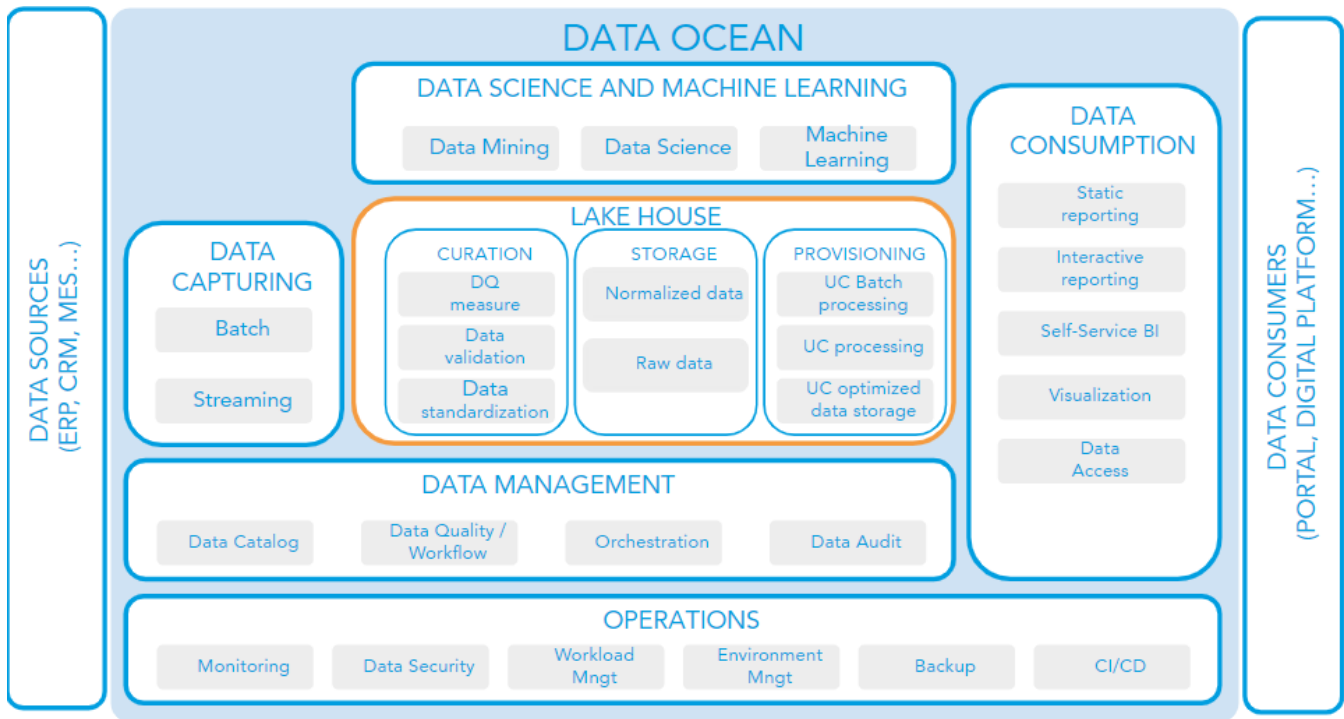 DATA SOURCES
(ERP, CRM, MES...)
DATA OCEAN
DATA SCIENCE AND MACHINE LEARNING
Data Mining
Data Science
Machine
Learning
DATA
CAPTURING
Batch
Streaming
LAKE HOUSE
CURATION
DQ
measure
Data
validation
Data
standardization
STORAGE
Normalized data
Raw data
PROVISIONING
UC Batch
processing
UC processing
UC optimized
data storage
DATA
CONSUMPTION
Static
reporting
Interactive
reporting
Self-Service BI
Visualization
Data
Access
DATA MANAGEMENT
Data Catalog
Data Quality /
Workflow
Orchestration
Data Audit
OPERATIONS
Monitoring
Data Security
Workload
Mngt
Environment
Mngt
Backup
CI/CD
DATA CONSUMERS
(PORTAL, DIGITAL PLATFORM...)